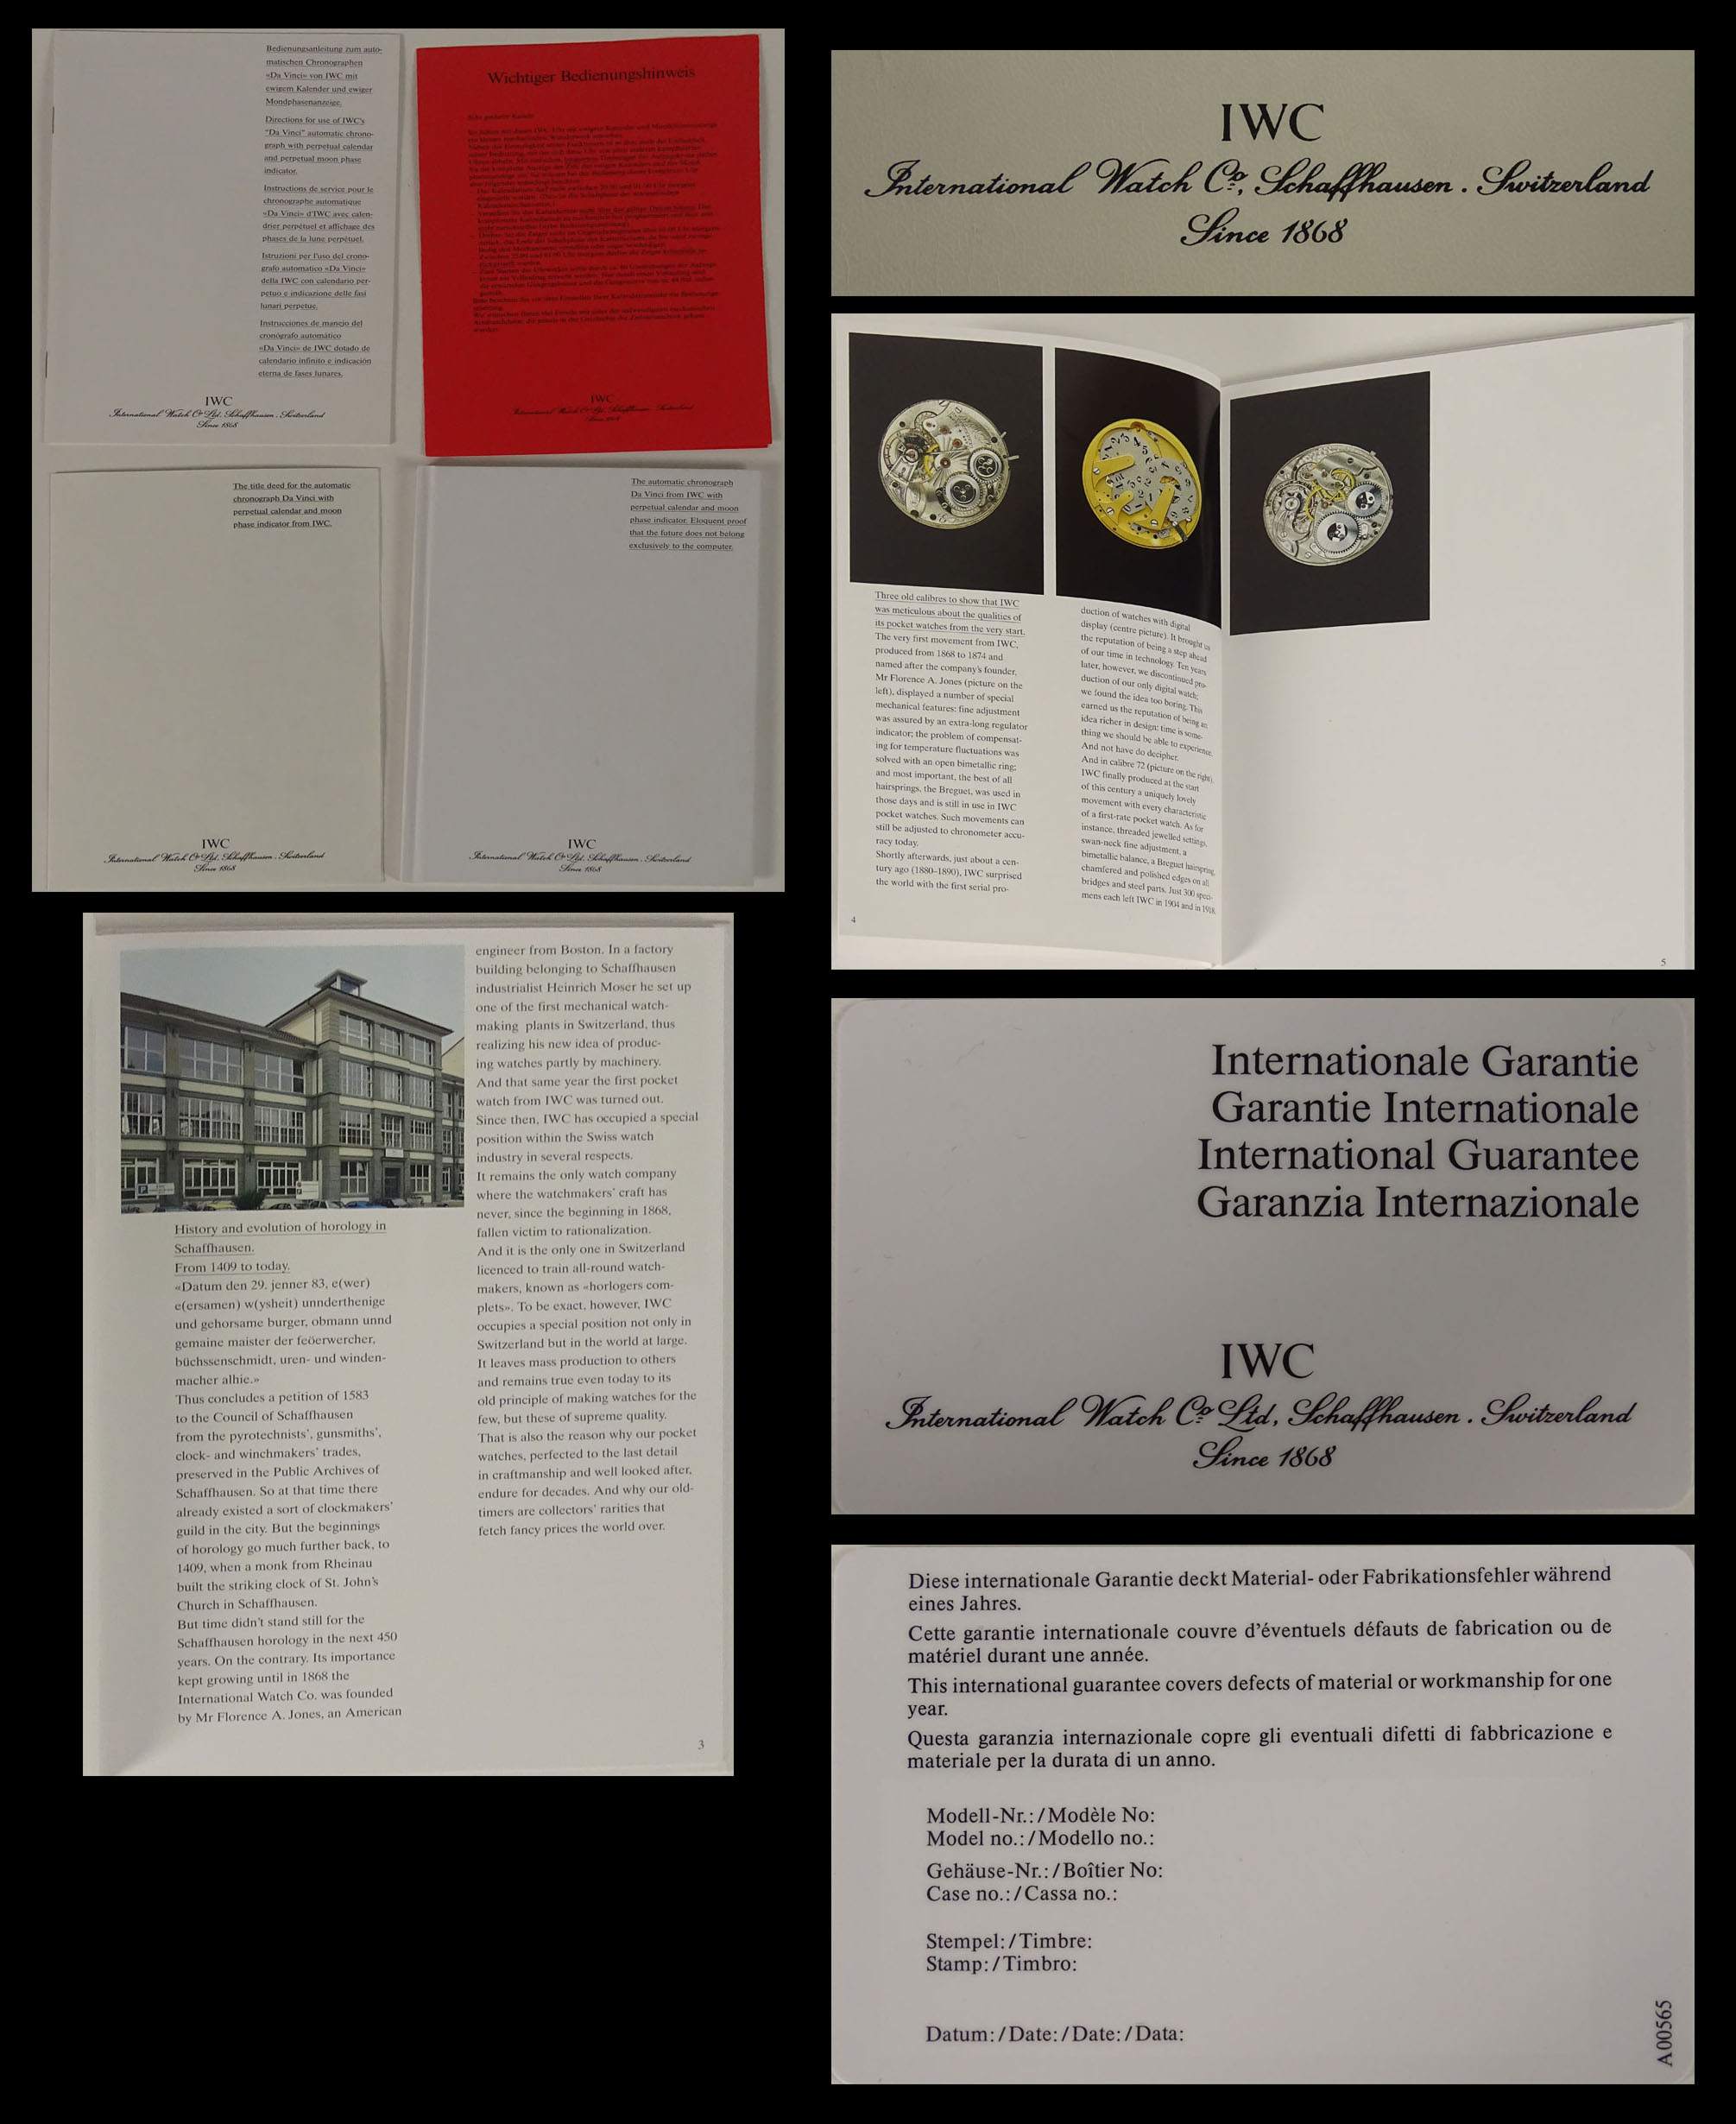 Bedienungsanleitung zum auto-
matischen Chronographen
«Da Vinci» von IWC mit
ewigem Kalender und ewiger
Mondphasenanzeige.
Directions for use of IWC's
"Da Vinci" automatic chrono-
graph with perpetual calendar
and perpetual moon phase
indicator.
Instructions de service pour le
chronographe automatique
«Da Vinci» d'IWC avec calen-
drier perpétuel et affichage des
phases de la lune perpétuel.
Istruzioni per l'uso del crono-
grafo automatico «Da Vinci»
della IWC con calendario per-
petuo e indicazione delle fasi
lunari perpetue.
Instrucciones de manejo del
cronógrafo automático
«Da Vinci» de IWC dotado de
calendario infinito e indicación
eterna de fases lunares.
IWC
International Watch Co Ltd, Schaffhausen . Switzerland
Since 1868
Wichtiger Bedienungshinweis
IWC
International Watch Co Ltd, Schaffhausen . Switzerland
Since 1868
The title deed for the automatic
chronograph Da Vinci with
perpetual calendar and moon
phase indicator from IWC.
IWC
International Watch Co Ltd, Schaffhausen . Switzerland
Since 1868
The automatic chronograph
Da Vinci from IWC with
perpetual calendar and moon
phase indicator. Eloquent proof
that the future does not belong
exclusively to the computer.
IWC
International Watch Co Ltd, Schaffhausen . Switzerland
Since 1868
History and evolution of horology in
Schaffhausen.
From 1409 to today.
«Datum den 29. jenner 83, e(wer)
e(ersamen) w(ysheit) unnderthenige
und gehorsame burger, obmann unnd
gemaine maister der feöerwercher,
büchssenschmidt, uren- und winden-
macher alhie.»
Thus concludes a petition of 1583
to the Council of Schaffhausen
from the pyrotechnists', gunsmiths',
clock- and winchmakers' trades,
preserved in the Public Archives of
Schaffhausen. So at that time there
already existed a sort of clockmakers'
guild in the city. But the beginnings
of horology go much further back, to
1409, when a monk from Rheinau
built the striking clock of St. John's
Church in Schaffhausen.
But time didn't stand still for the
Schaffhausen horology in the next 450
years. On the contrary. Its importance
kept growing until in 1868 the
International Watch Co. was founded
by Mr Florence A. Jones, an American
engineer from Boston. In a factory
building belonging to Schaffhausen
industrialist Heinrich Moser he set up
one of the first mechanical watch-
making plants in Switzerland, thus
realizing his new idea of produc-
ing watches partly by machinery.
And that same year the first pocket
watch from IWC was turned out.
Since then, IWC has occupied a special
position within the Swiss watch
industry in several respects.
It remains the only watch company
where the watchmakers' craft has
never, since the beginning in 1868,
fallen victim to rationalization.
And it is the only one in Switzerland
licenced to train all-round watch-
makers, known as «horlogers com-
plets». To be exact, however, IWC
occupies a special position not only in
Switzerland but in the world at large.
It leaves mass production to others
and remains true even today to its
old principle of making watches for the
few, but these of supreme quality.
That is also the reason why our pocket
watches, perfected to the last detail
in craftmanship and well looked after,
endure for decades. And why our old-
timers are collectors' rarities that
fetch fancy prices the world over.
3
IWC
International Watch Co, Schaffhausen . Switzerland
Since 1868
Three old calibres to show that IWC
was meticulous about the qualities of
its pocket watches from the very start.
The very first movement from IWC,
produced from 1868 to 1874 and
named after the company's founder,
Mr Florence A. Jones (picture on the
left), displayed a number of special
mechanical features: fine adjustment
was assured by an extra-long regulator
indicator; the problem of compensat-
ing for temperature fluctuations was
solved with an open bimetallic ring;
and most important, the best of all
hairsprings, the Breguet, was used in
those days and is still in use in IWC
pocket watches. Such movements can
still be adjusted to chronometer accu-
racy today.
Shortly afterwards, just about a cen-
tury ago (1880–1890), IWC surprised
the world with the first serial pro-
4
duction of watches with digital
display (centre picture). It brought us
the reputation of being a step ahead
of our time in technology. Ten years
later, however, we discontinued pro-
duction of our only digital watch;
we found the idea too boring. This
earned us the reputation of being an
idea richer in design: time is some-
thing we should be able to experience.
And not have do decipher.
And in calibre 72 (picture on the right),
IWC finally produced at the start
of this century a uniquely lovely
movement with every characteristic
of a first-rate pocket watch. As for
instance, threaded jewelled settings,
swan-neck fine adjustment, a
bimetallic balance, a Breguet hairspring,
chamfered and polished edges on all
bridges and steel parts. Just 300 speci-
mens each left IWC in 1904 and in 1918.
5
Internationale Garantie
Garantie Internationale
International Guarantee
Garanzia Internazionale
IWC
International Watch Co Ltd, Schaffhausen . Switzerland
Since 1868
Diese internationale Garantie deckt Material- oder Fabrikationsfehler während
eines Jahres.
Cette garantie internationale couvre d'éventuels défauts de fabrication ou de
matériel durant une année.
This international guarantee covers defects of material or workmanship for one
year.
Questa garanzia internazionale copre gli eventuali difetti di fabbricazione e
materiale per la durata di un anno.
Modell-Nr.:/Modèle No:
Model no.:/Modello no.:
Gehäuse-Nr.:/Boîtier No:
Case no.:/Cassa no.:
Stempel:/Timbre:
Stamp:/Timbro:
Datum:/Date:/Date:/Data:
A00565